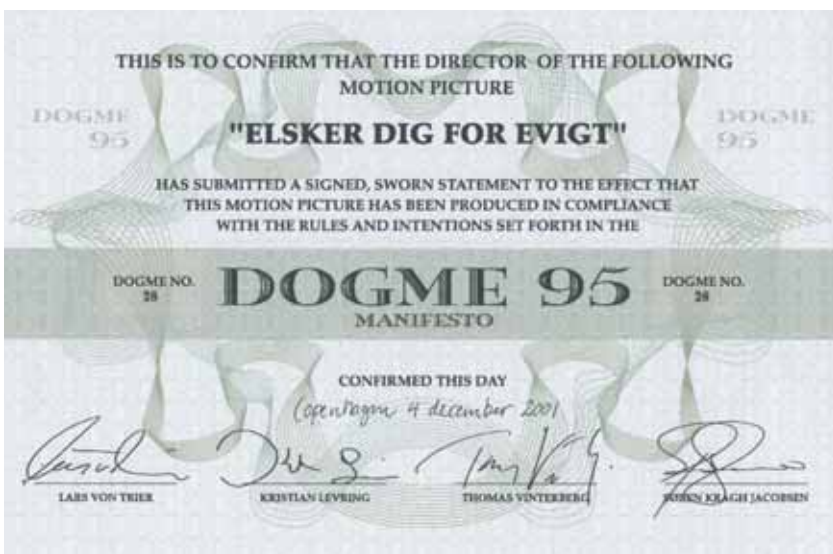 THIS IS TO CONFIRM THAT THE DIRECTOR OF THE FOLLOWING
MOTION PICTURE
DOGME
95
"ELSKER DIG FOR EVIGT"
DOGME
95
HAS SUBMITTED A SIGNED, SWORN STATEMENT TO THE EFFECT THAT
THIS MOTION PICTURE HAS BEEN PRODUCED IN COMPLIANCE
WITH THE RULES AND INTENTIONS SET FORTH IN THE
DOGME NO.
28
DOGME 95
MANIFESTO
DOGME NO.
28
CONFIRMED THIS DAY
Copenhagen 4 december 2001
LARS VON TRIER
KRISTIAN LEVRING
THOMAS VINTERBERG
SØREN KRAGH JACOBSEN